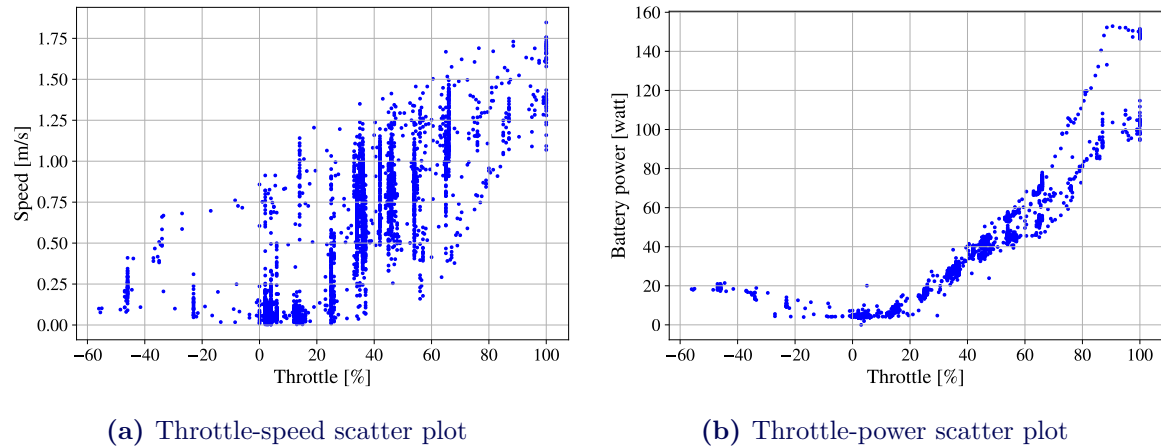 1.75
1.50
1.25
1.00
0.75
0.50
0.25
0.00
Speed [m/s]
−60 −40 −20 0 20 40 60 80 100
Throttle [%]
(a) Throttle-speed scatter plot
160
140
120
100
80
60
40
20
0
Battery power [watt]
−60 −40 −20 0 20 40 60 80 100
Throttle [%]
(b) Throttle-power scatter plot